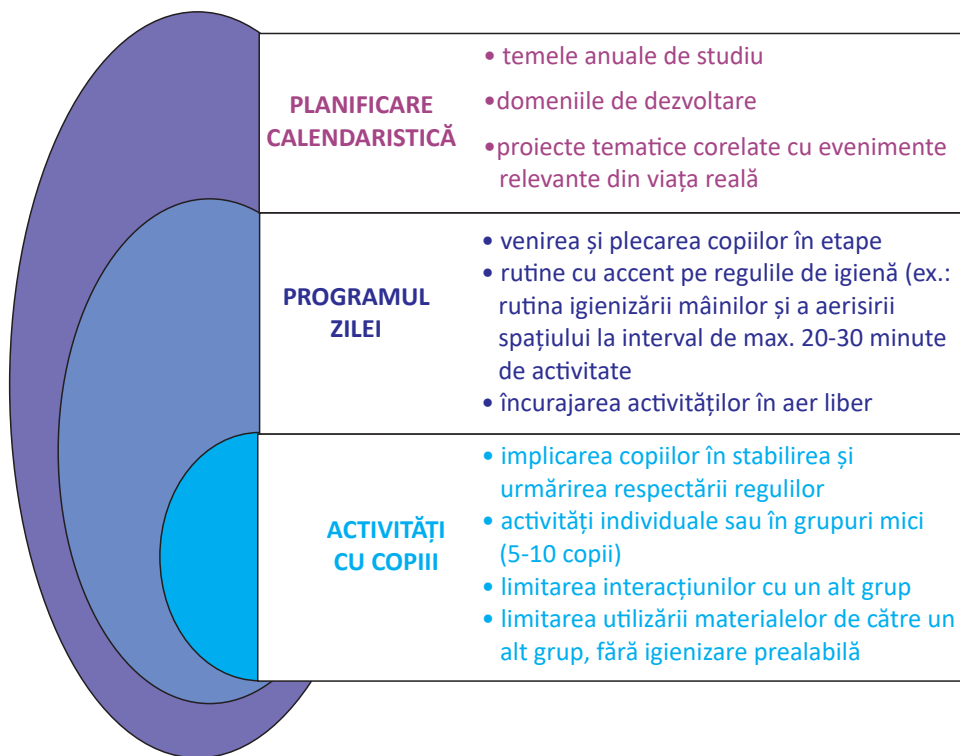 PLANIFICARE
CALENDARISTICĂ
• temele anuale de studiu
• domeniile de dezvoltare
•proiecte tematice corelate cu evenimente
relevante din viața reală
PROGRAMUL
ZILEI
• venirea și plecarea copiilor în etape
• rutine cu accent pe regulile de igienă (ex.:
rutina igienizării mâinilor și a aerisirii
spațiului la interval de max. 20-30 minute
de activitate
• încurajarea activităților în aer liber
ACTIVITĂȚI
CU COPIII
• implicarea copiilor în stabilirea și
urmărirea respectării regulilor
• activități individuale sau în grupuri mici
(5-10 copii)
• limitarea interacțiunilor cu un alt grup
• limitarea utilizării materialelor de către un
alt grup, fără igienizare prealabilă